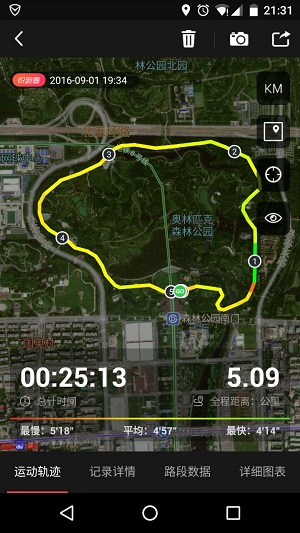 21:31
林公园北园
悦跑圈 2016-09-01 19:34
KM
2
3
奥林匹克
森林公园
4
1
5
GO
森林公园南门
00:25:13
5.09
总计时间
全程距离：公里
最慢：5'18"
平均：4'57"
最快：4'14"
运动轨迹
记录详情
路段数据
详细图表